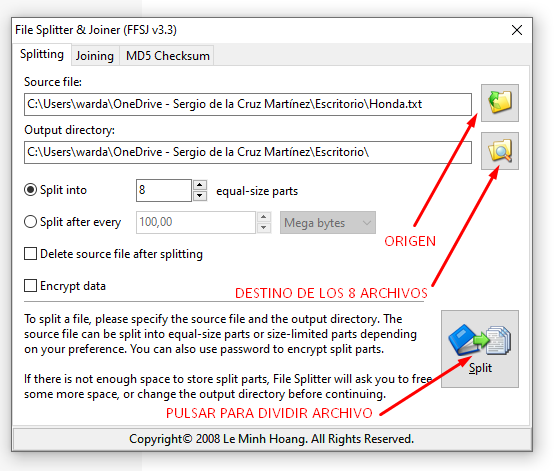 File Splitter & Joiner (FFSJ v3.3)
Splitting Joining MD5 Checksum
Source file:
C:\Users\warda\OneDrive - Sergio de la Cruz Martínez\Escritorio\Honda.txt
Output directory:
C:\Users\warda\OneDrive - Sergio de la Cruz Martínez\Escritorio\
Split into 8 equal-size parts
Split after every 100,00 Mega bytes
ORIGEN
Delete source file after splitting
Encrypt data
DESTINO DE LOS 8 ARCHIVOS
To split a file, please specify the source file and the output directory. The
source file can be split into equal-size parts or size-limited parts depending
on your preference. You can also use password to encrypt split parts.
If there is not enough space to store split parts, File Splitter will ask you to free
some more space, or change the output directory before continuing.
Split
PULSAR PARA DIVIDIR ARCHIVO
Copyright© 2008 Le Minh Hoang. All Rights Reserved.